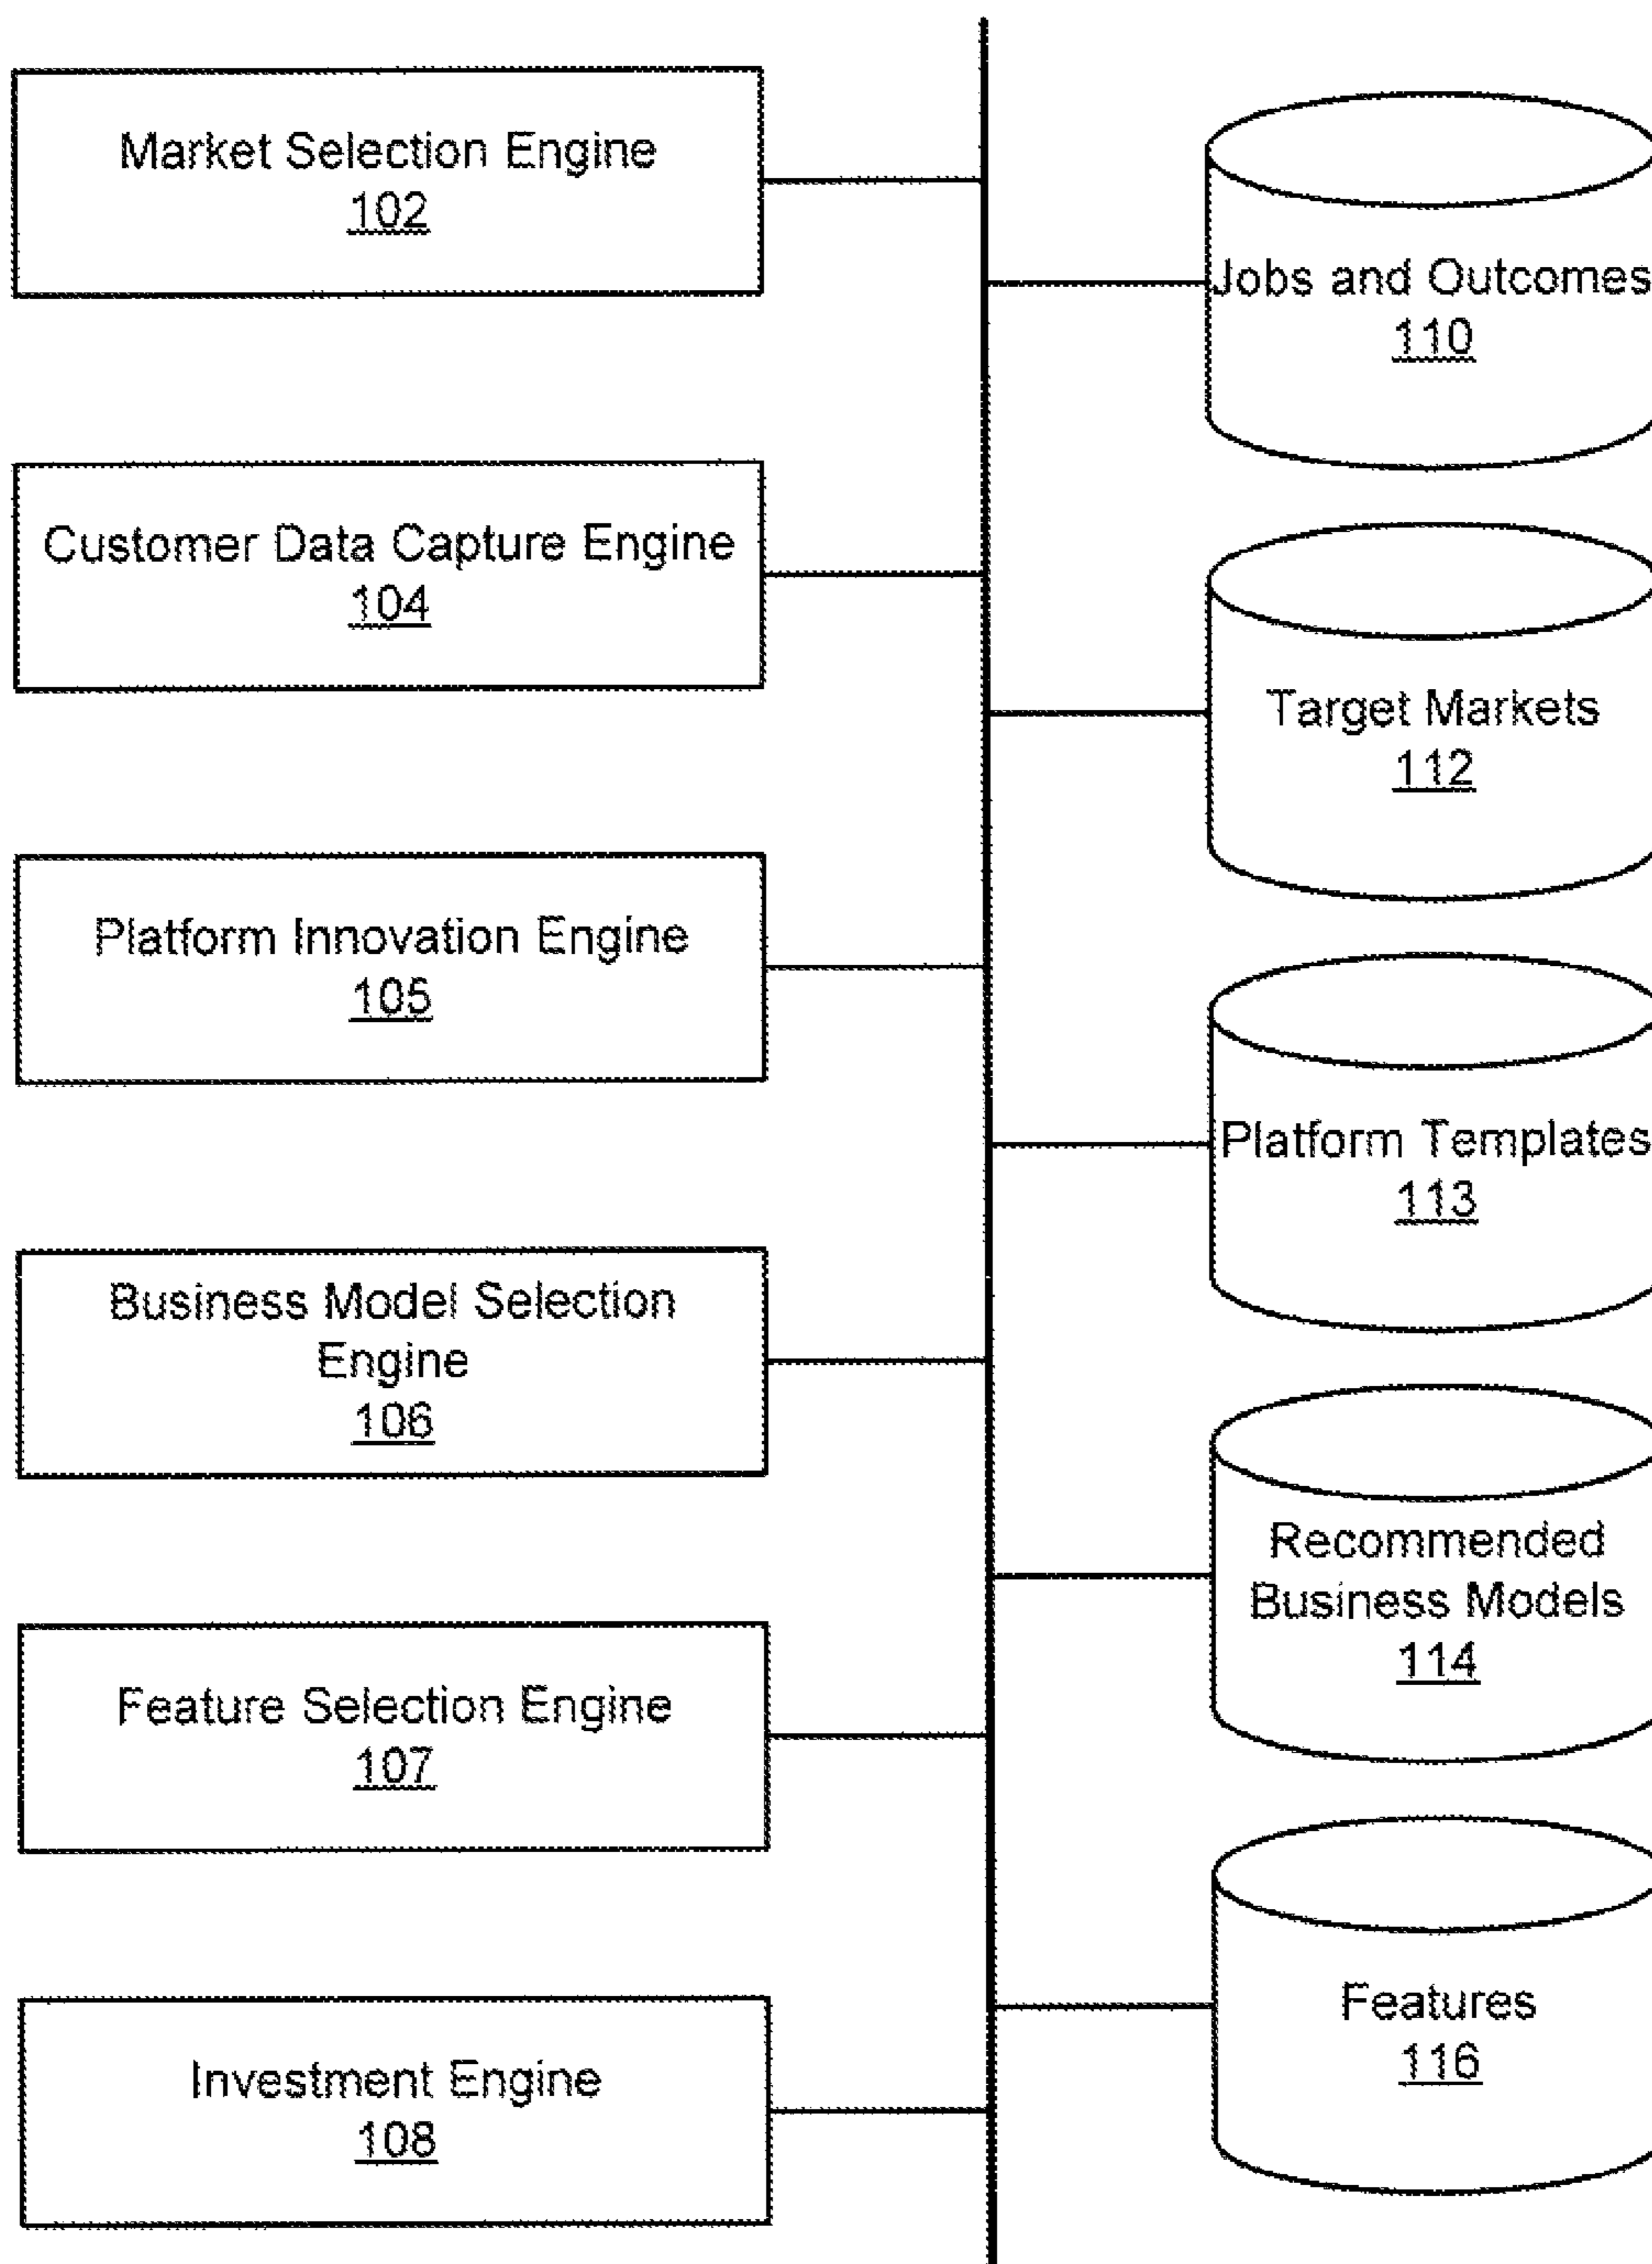 Market Selection Engine
102
Customer Data Capture Engine
104
Platform Innovation Engine
105
Business Model Selection
Engine
106
Feature Selection Engine
107
Investment Engine
108
Jobs and Outcomes
110
Target Markets
112
Platform Templates
113
Recommended
Business Models
114
Features
116